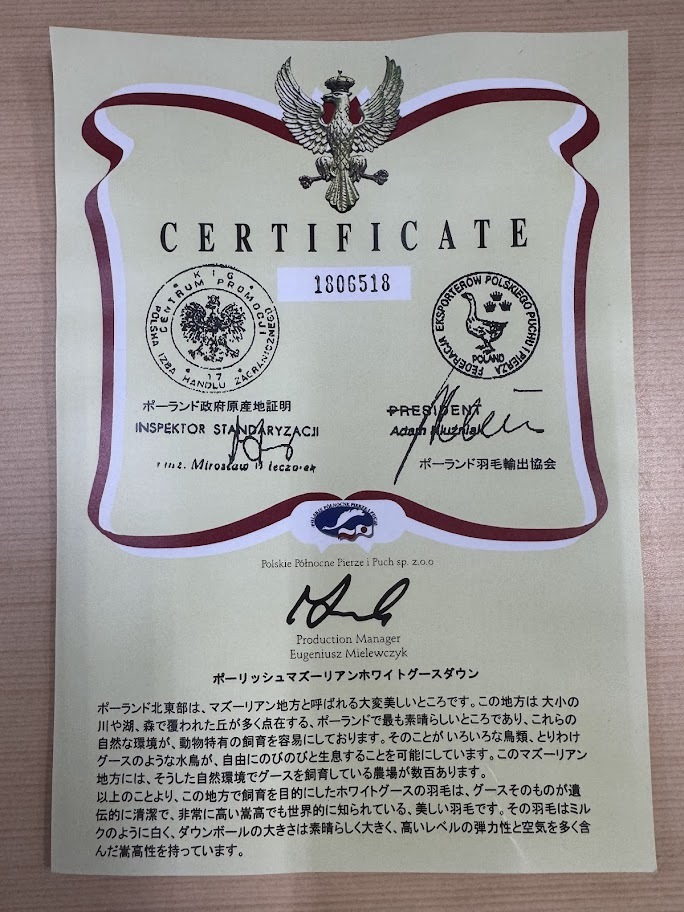 CERTIFICATE
1806518
KIG
CENTRUM PROMOCJI
POLSKA IZBA HANDLU ZAGRANICZNEGO
17
FEDERACJA EKSPORTERÓW POLSKIEGO PUCHU I PIERZA
POLAND
ポーランド政府原産地証明
INSPEKTOR STANDARYZACJI
inż. Mirosław
PRESIDENT
Adam Kluźniak
ポーランド羽毛輸出協会
POLSKIE PÓŁNOCNE PIERZE I PUCH
Polskie Północne Pierze i Puch sp. z.o.o
Production Manager
Eugeniusz Mielewczyk
ポーリッシュマズーリアンホワイトグースダウン
ポーランド北東部は、マズーリアン地方と呼ばれる大変美しいところです。この地方は 大小の
川や湖、森で覆われた丘が多く点在する、ポーランドで最も素晴らしいところであり、これらの
自然な環境が、動物特有の飼育を容易にしております。そのことが いろいろな鳥類、とりわけ
グースのような水鳥が、自由にのびのびと生息することを可能にしています。このマズーリアン
地方には、そうした自然環境でグースを飼育している農場が数百あります。
以上のことより、この地方で飼育を目的にしたホワイトグースの羽毛は、グースそのものが遺
伝的に清潔で、非常に高い嵩高でも世界的に知られている、美しい羽毛です。その羽毛はミル
クのように白く、ダウンボールの大きさは素晴らしく大きく、高いレベルの弾力性と空気を多く含
んだ嵩高性を持っています。